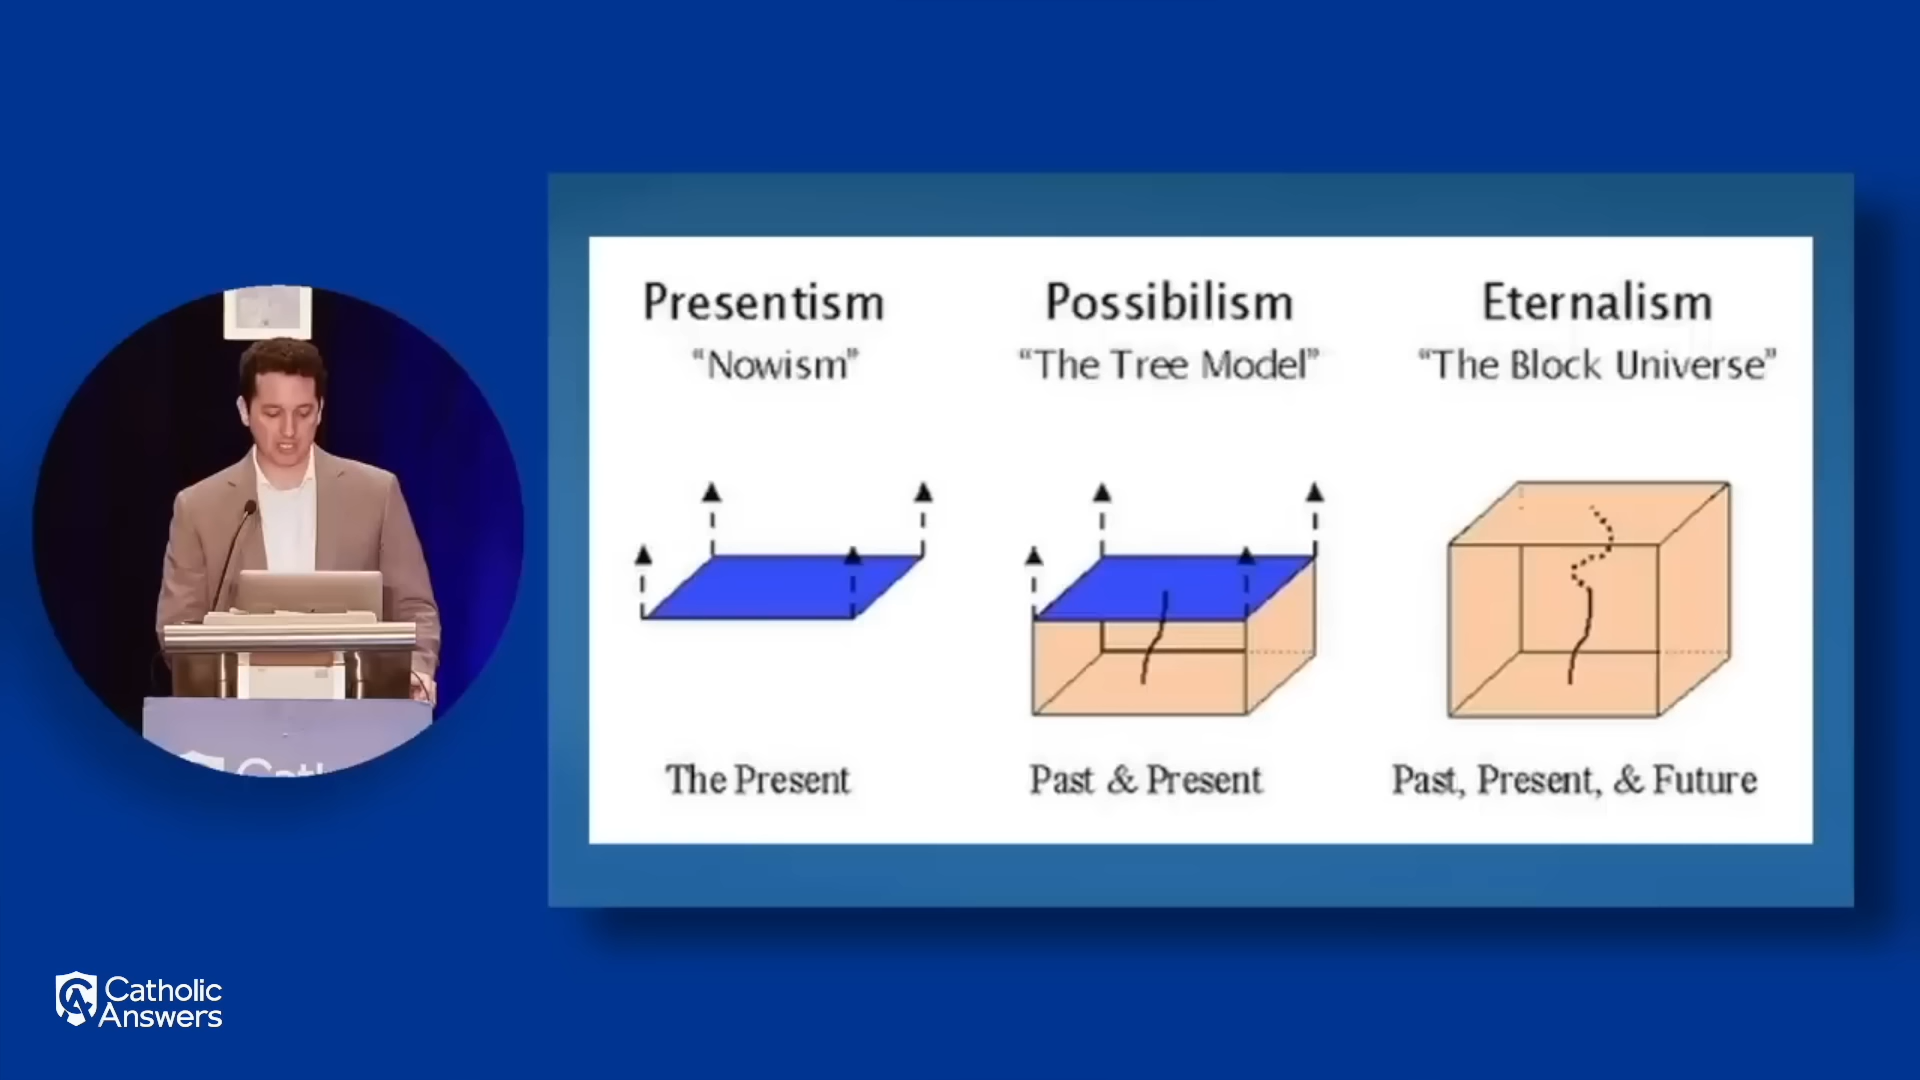 Presentism
"Nowism"
The Present
Possibilism
"The Tree Model"
Past & Present
Eternalism
"The Block Universe"
Past, Present, & Future
Catholic
Answers